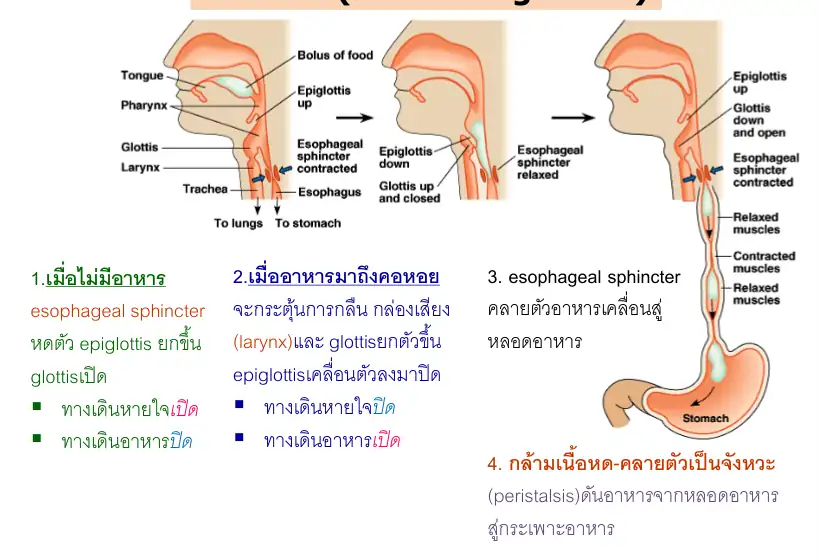 Bolus of food
Tongue
Epiglottis
up
Pharynx
Glottis
Esophageal
sphincter
contracted
Larynx
Trachea
Esophagus
To lungs
To stomach
Epiglottis
down
Glottis up
and closed
Esophageal
sphincter
relaxed
Epiglottis
up
Glottis
down
and open
Esophageal
sphincter
contracted
Relaxed
muscles
Contracted
muscles
Relaxed
muscles
Stomach
1.เมื่อไม่มีอาหาร
esophageal sphincter
หดตัว epiglottis ยกขึ้น
glottisเปิด
▪ ทางเดินหายใจเปิด
▪ ทางเดินอาหารปิด
2.เมื่ออาหารมาถึงคอหอย
จะกระตุ้นการกลืน กล่องเสียง
(larynx)และ glottisยกตัวขึ้น
epiglottisเคลื่อนตัวลงมาปิด
▪ ทางเดินหายใจปิด
▪ ทางเดินอาหารเปิด
3. esophageal sphincter
คลายตัวอาหารเคลื่อนสู่
หลอดอาหาร
4. กล้ามเนื้อหด-คลายตัวเป็นจังหวะ
(peristalsis)ดันอาหารจากหลอดอาหาร
สู่กระเพาะอาหาร